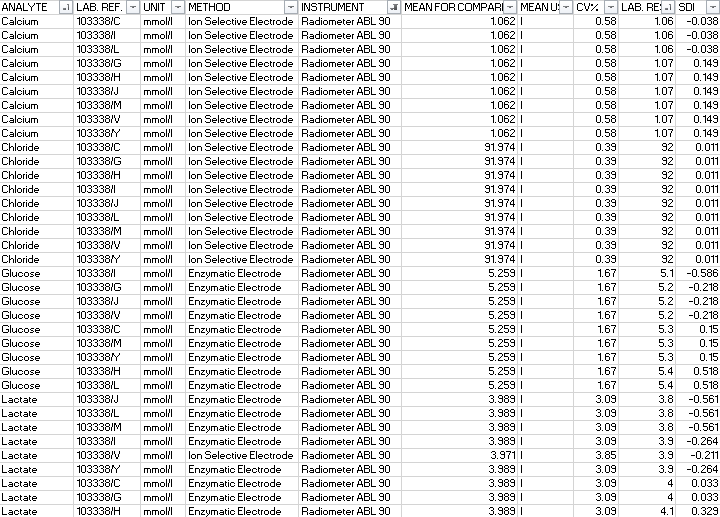 ANALYTE LAB. REF. UNIT METHOD INSTRUMENT MEAN FOR COMPARI MEAN US CV% LAB. RES SDI
Calcium 103338/C mmol/l Ion Selective Electrode Radiometer ABL 90 1.062 I 0.58 1.06 -0.038
Calcium 103338/I mmol/l Ion Selective Electrode Radiometer ABL 90 1.062 I 0.58 1.06 -0.038
Calcium 103338/L mmol/l Ion Selective Electrode Radiometer ABL 90 1.062 I 0.58 1.06 -0.038
Calcium 103338/G mmol/l Ion Selective Electrode Radiometer ABL 90 1.062 I 0.58 1.07 0.149
Calcium 103338/H mmol/l Ion Selective Electrode Radiometer ABL 90 1.062 I 0.58 1.07 0.149
Calcium 103338/J mmol/l Ion Selective Electrode Radiometer ABL 90 1.062 I 0.58 1.07 0.149
Calcium 103338/M mmol/l Ion Selective Electrode Radiometer ABL 90 1.062 I 0.58 1.07 0.149
Calcium 103338/V mmol/l Ion Selective Electrode Radiometer ABL 90 1.062 I 0.58 1.07 0.149
Calcium 103338/Y mmol/l Ion Selective Electrode Radiometer ABL 90 1.062 I 0.58 1.07 0.149
Chloride 103338/C mmol/l Ion Selective Electrode Radiometer ABL 90 91.974 I 0.39 92 0.011
Chloride 103338/G mmol/l Ion Selective Electrode Radiometer ABL 90 91.974 I 0.39 92 0.011
Chloride 103338/H mmol/l Ion Selective Electrode Radiometer ABL 90 91.974 I 0.39 92 0.011
Chloride 103338/I mmol/l Ion Selective Electrode Radiometer ABL 90 91.974 I 0.39 92 0.011
Chloride 103338/J mmol/l Ion Selective Electrode Radiometer ABL 90 91.974 I 0.39 92 0.011
Chloride 103338/L mmol/l Ion Selective Electrode Radiometer ABL 90 91.974 I 0.39 92 0.011
Chloride 103338/M mmol/l Ion Selective Electrode Radiometer ABL 90 91.974 I 0.39 92 0.011
Chloride 103338/V mmol/l Ion Selective Electrode Radiometer ABL 90 91.974 I 0.39 92 0.011
Chloride 103338/Y mmol/l Ion Selective Electrode Radiometer ABL 90 91.974 I 0.39 92 0.011
Glucose 103338/I mmol/l Enzymatic Electrode Radiometer ABL 90 5.259 I 1.67 5.1 -0.586
Glucose 103338/G mmol/l Enzymatic Electrode Radiometer ABL 90 5.259 I 1.67 5.2 -0.218
Glucose 103338/J mmol/l Enzymatic Electrode Radiometer ABL 90 5.259 I 1.67 5.2 -0.218
Glucose 103338/V mmol/l Enzymatic Electrode Radiometer ABL 90 5.259 I 1.67 5.2 -0.218
Glucose 103338/C mmol/l Enzymatic Electrode Radiometer ABL 90 5.259 I 1.67 5.3 0.15
Glucose 103338/M mmol/l Enzymatic Electrode Radiometer ABL 90 5.259 I 1.67 5.3 0.15
Glucose 103338/Y mmol/l Enzymatic Electrode Radiometer ABL 90 5.259 I 1.67 5.3 0.15
Glucose 103338/H mmol/l Enzymatic Electrode Radiometer ABL 90 5.259 I 1.67 5.4 0.518
Glucose 103338/L mmol/l Enzymatic Electrode Radiometer ABL 90 5.259 I 1.67 5.4 0.518
Lactate 103338/J mmol/l Enzymatic Electrode Radiometer ABL 90 3.989 I 3.09 3.8 -0.561
Lactate 103338/L mmol/l Enzymatic Electrode Radiometer ABL 90 3.989 I 3.09 3.8 -0.561
Lactate 103338/M mmol/l Enzymatic Electrode Radiometer ABL 90 3.989 I 3.09 3.8 -0.561
Lactate 103338/I mmol/l Enzymatic Electrode Radiometer ABL 90 3.989 I 3.09 3.9 -0.264
Lactate 103338/V mmol/l Ion Selective Electrode Radiometer ABL 90 3.971 I 3.85 3.9 -0.211
Lactate 103338/Y mmol/l Enzymatic Electrode Radiometer ABL 90 3.989 I 3.09 3.9 -0.264
Lactate 103338/C mmol/l Enzymatic Electrode Radiometer ABL 90 3.989 I 3.09 4 0.033
Lactate 103338/G mmol/l Enzymatic Electrode Radiometer ABL 90 3.989 I 3.09 4 0.033
Lactate 103338/H mmol/l Enzymatic Electrode Radiometer ABL 90 3.989 I 3.09 4.1 0.329